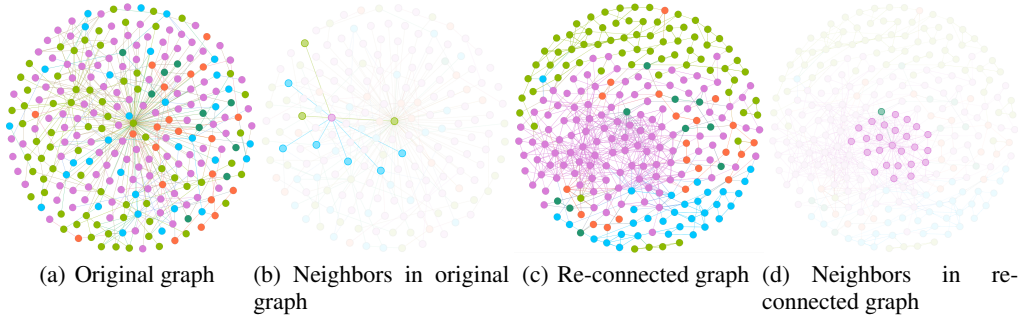 (a) Original graph
(b) Neighbors in original
graph
(c) Re-connected graph
(d) Neighbors in re-
connected graph